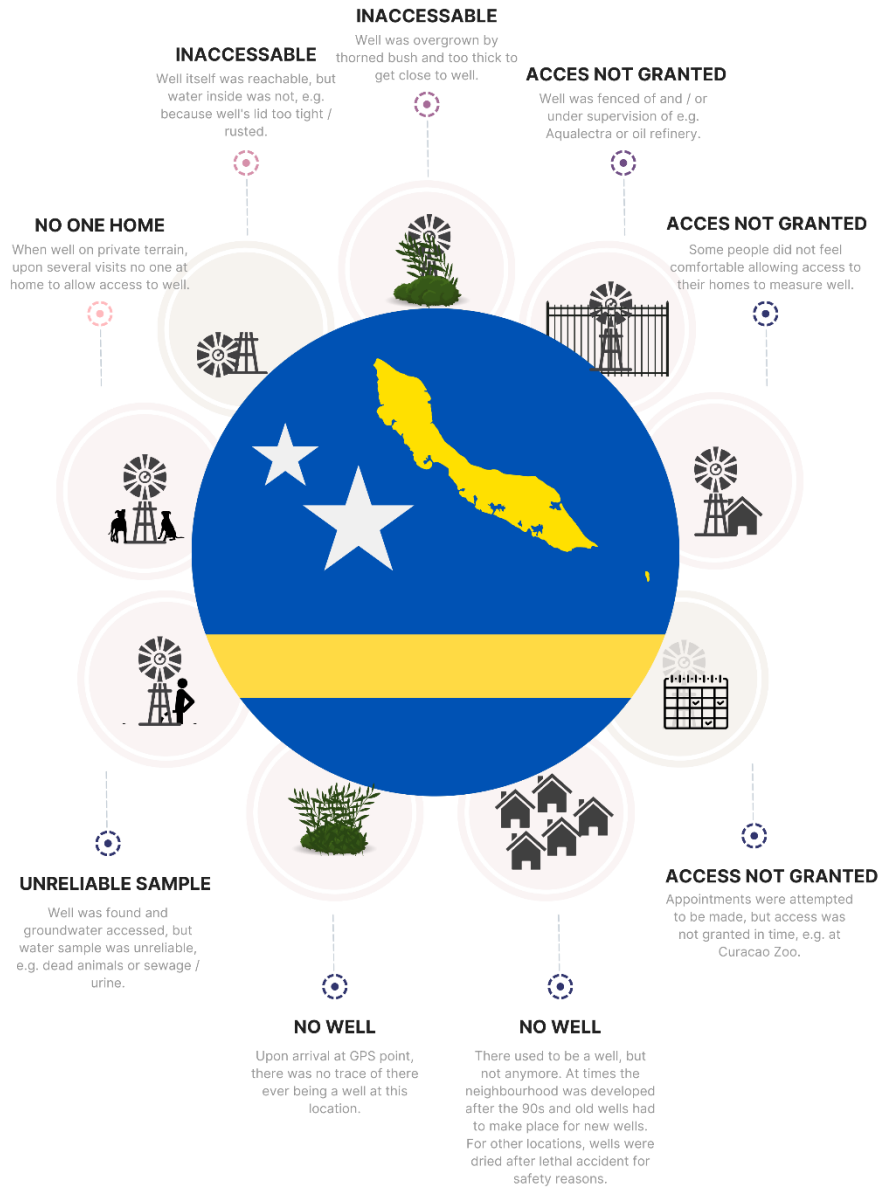 INACCESSABLE
Well was overgrown by
thorned bush and too thick to
get close to well.
INACCESSABLE
Well itself was reachable, but
water inside was not, e.g.
because well's lid too tight /
rusted.
ACCES NOT GRANTED
Well was fenced of and / or
under supervision of e.g.
Aqualectra or oil refinery.
NO ONE HOME
When well on private terrain,
upon several visits no one at
home to allow access to well.
ACCES NOT GRANTED
Some people did not feel
comfortable allowing access to
their homes to measure well.
UNRELIABLE SAMPLE
Well was found and
groundwater accessed, but
water sample was unreliable,
e.g. dead animals or sewage /
urine.
ACCESS NOT GRANTED
Appointments were attempted
to be made, but access was
not granted in time, e.g. at
Curacao Zoo.
NO WELL
Upon arrival at GPS point,
there was no trace of there
ever being a well at this
location.
NO WELL
There used to be a well, but
not anymore. At times the
neighbourhood was developed
after the 90s and old wells had
to make place for new wells.
For other locations, wells were
dried after lethal accident for
safety reasons.